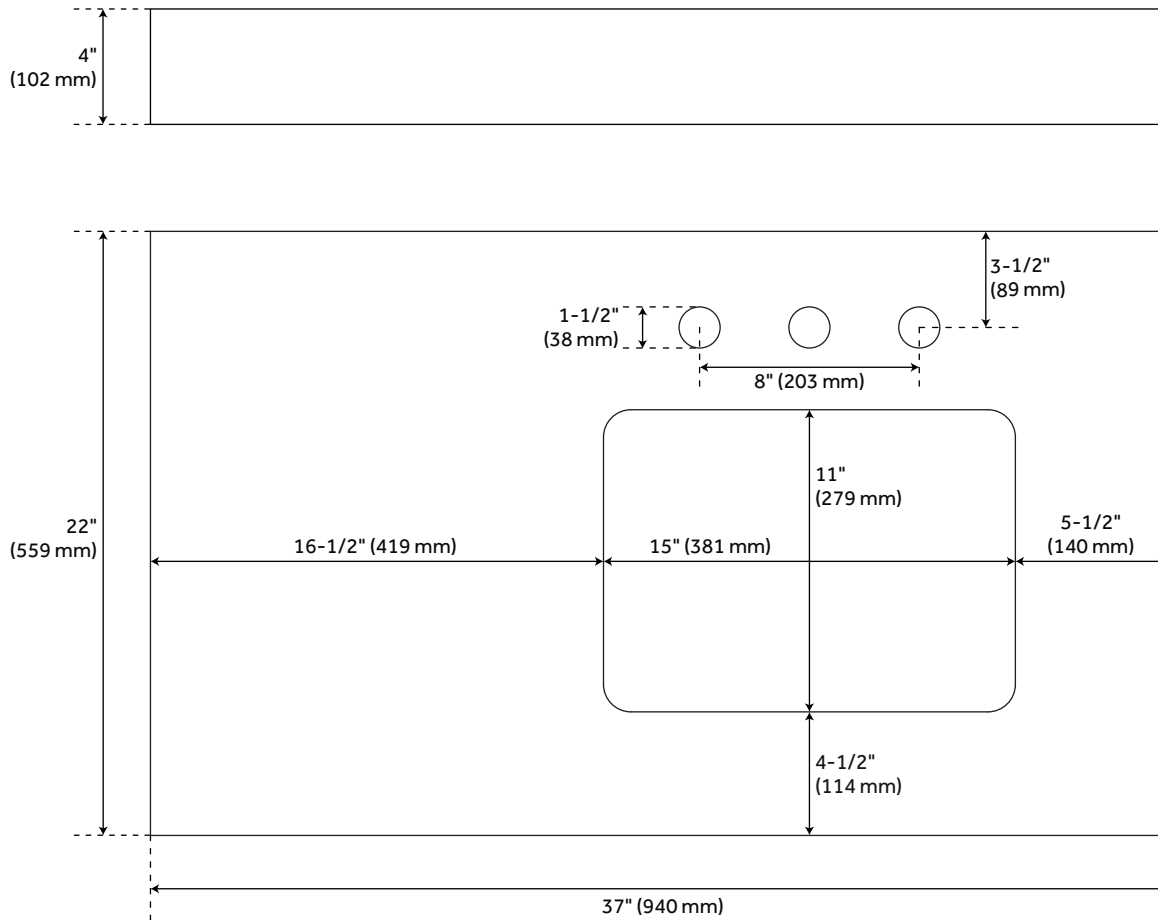 4"
(102 mm)
3-1/2"
(89 mm)
1-1/2"
(38 mm)
8" (203 mm)
11"
(279 mm)
22"
(559 mm)
16-1/2" (419 mm)
15" (381 mm)
5-1/2"
(140 mm)
4-1/2"
(114 mm)
37" (940 mm)